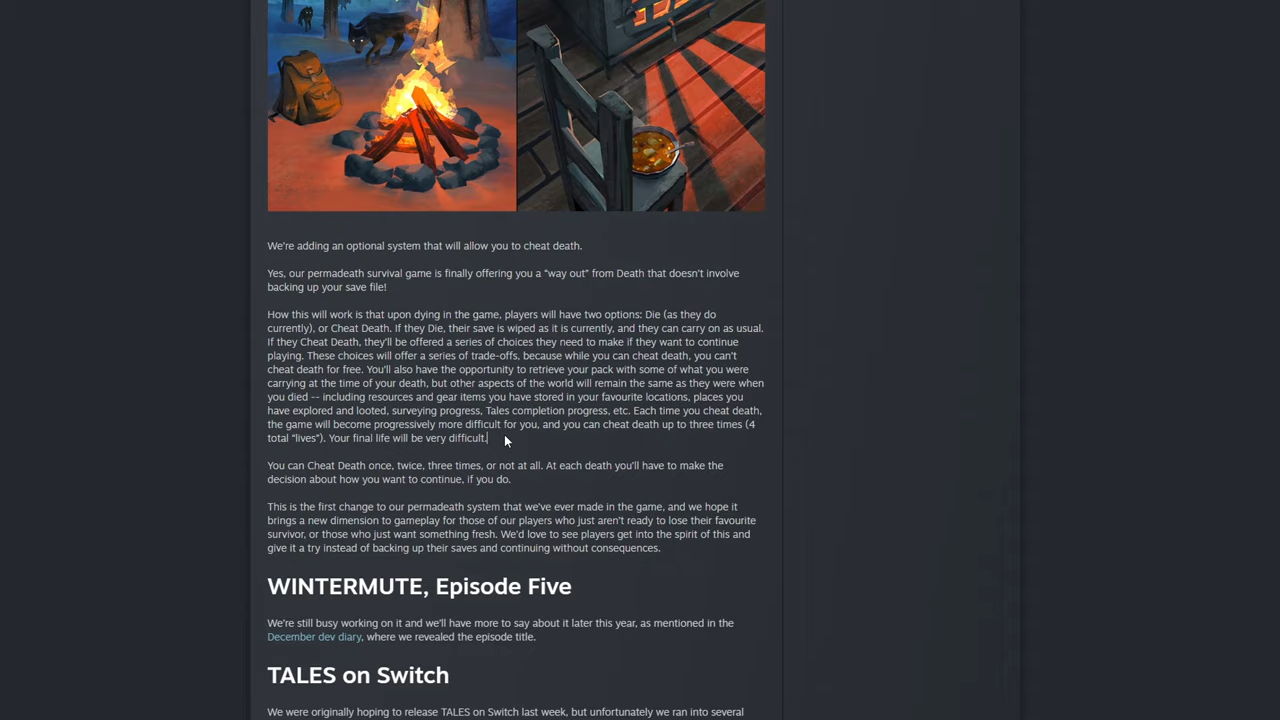 We're adding an optional system that will allow you to cheat death.
Yes, our permadeath survival game is finally offering you a "way out" from Death that doesn't involve
backing up your save file!
How this will work is that upon dying in the game, players will have two options: Die (as they do
currently), or Cheat Death. If they Die, their save is wiped as it is currently, and they can carry on as usual.
If they Cheat Death, they'll be offered a series of choices they need to make if they want to continue
playing. These choices will offer a series of trade-offs, because while you can cheat death, you can't
cheat death for free. You'll also have the opportunity to retrieve your pack with some of what you were
carrying at the time of your death, but other aspects of the world will remain the same as they were when
you died -- including resources and gear items you have stored in your favourite locations, places you
have explored and looted, surveying progress, Tales completion progress, etc. Each time you cheat death,
the game will become progressively more difficult for you, and you can cheat death up to three times (4
total "lives"). Your final life will be very difficult.
You can Cheat Death once, twice, three times, or not at all. At each death you'll have to make the
decision about how you want to continue, if you do.
This is the first change to our permadeath system that we've ever made in the game, and we hope it
brings a new dimension to gameplay for those of our players who just aren't ready to lose their favourite
survivor, or those who just want something fresh. We'd love to see players get into the spirit of this and
give it a try instead of backing up their saves and continuing without consequences.
WINTERMUTE, Episode Five
We're still busy working on it and we'll have more to say about it later this year, as mentioned in the
December dev diary, where we revealed the episode title.
TALES on Switch
We were originally hoping to release TALES on Switch last week, but unfortunately we ran into several